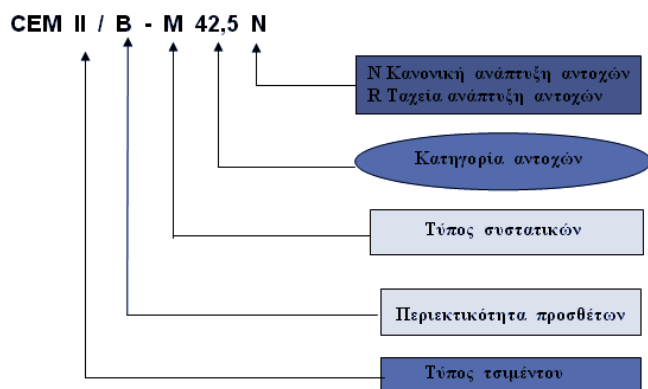 CEM II / B - M 42,5 N
N Κανονική ανάπτυξη αντοχών
R Ταχεία ανάπτυξη αντοχών
Κατηγορία αντοχών
Τύπος συστατικών
Περιεκτικότητα προσθέτων
Τύπος τσιμέντου